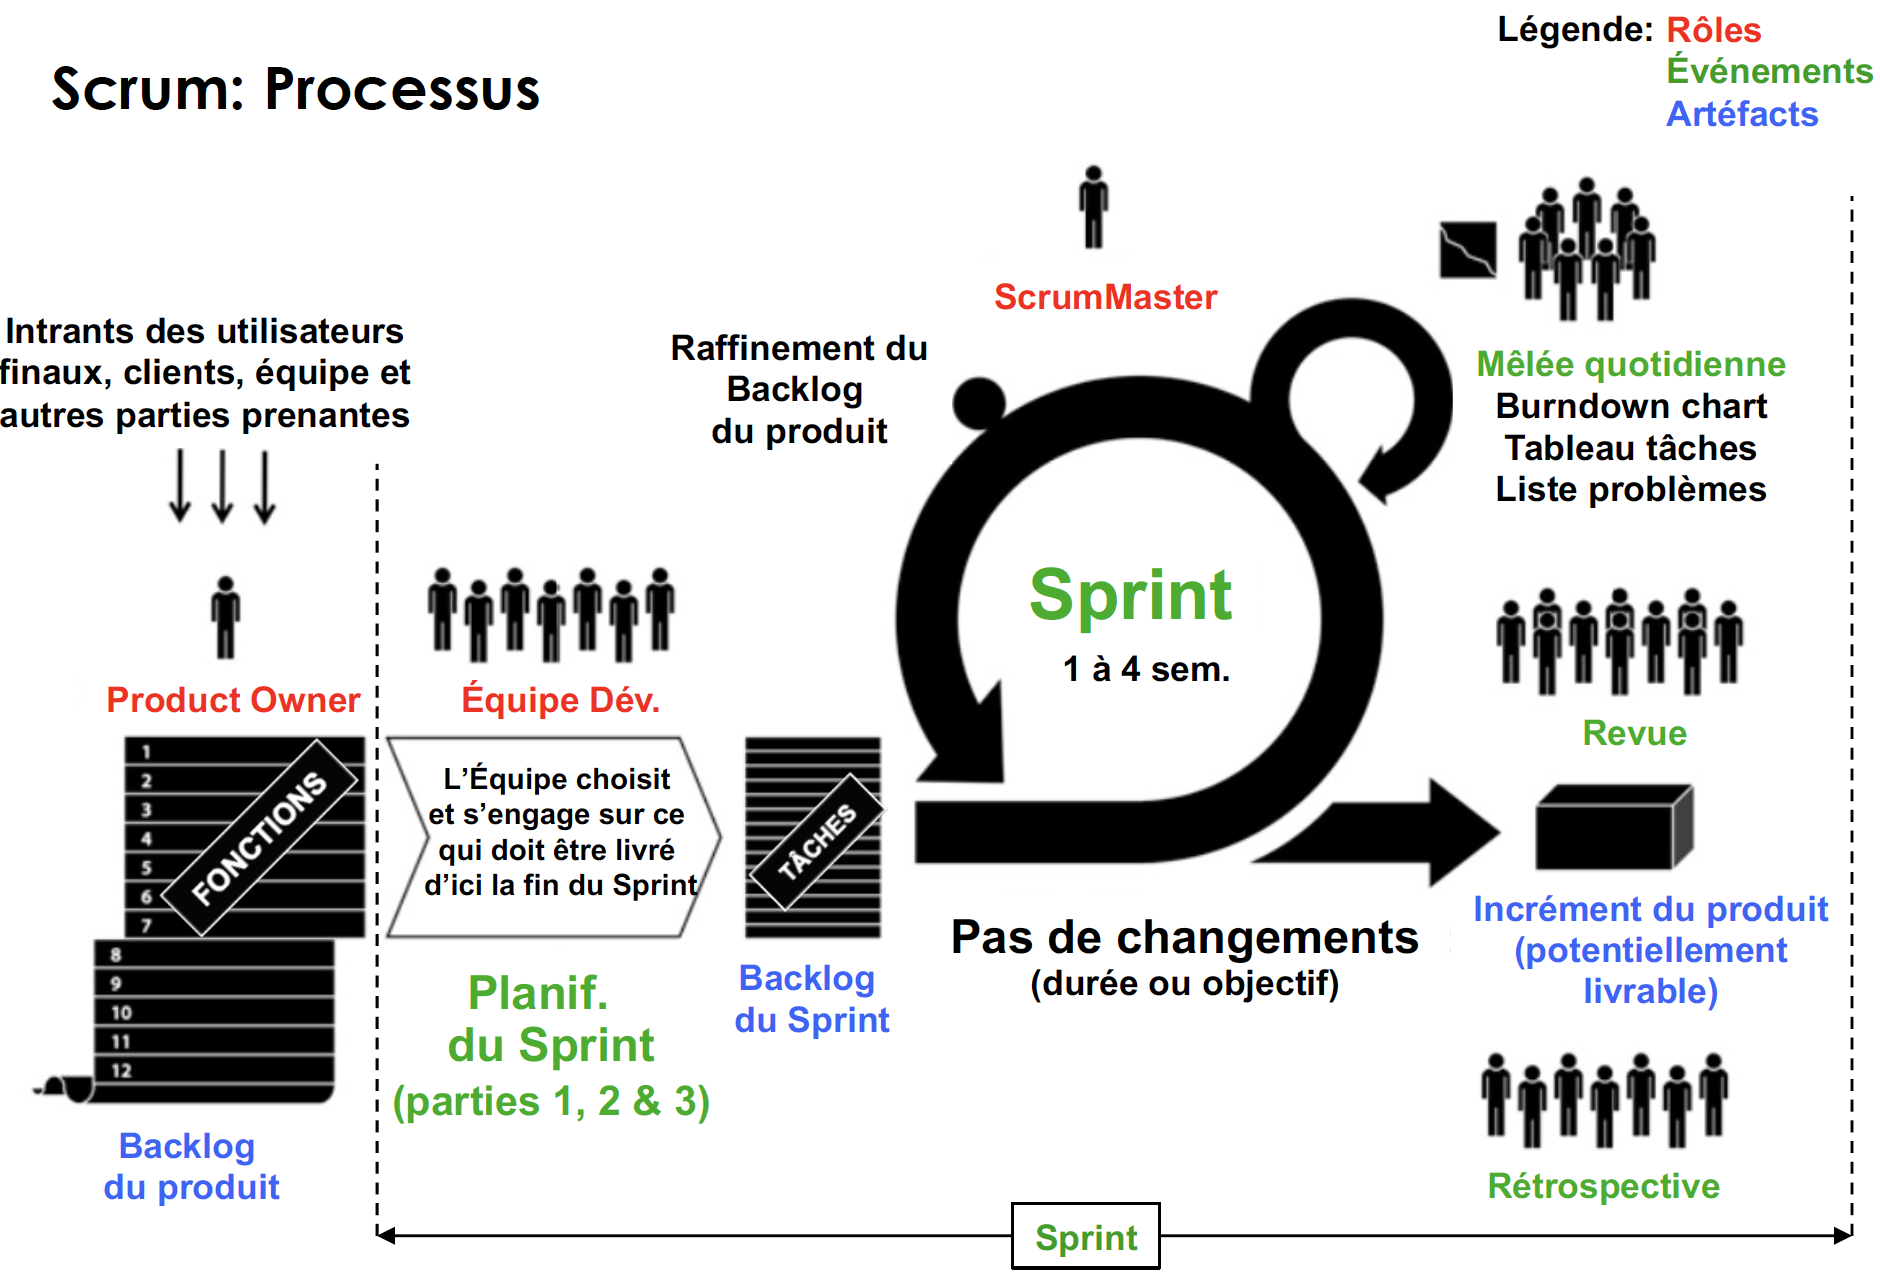 Scrum: Processus
Légende: Rôles
Événements
Artéfacts
Intrants des utilisateurs
finaux, clients, équipe et
autres parties prenantes
Product Owner
1
2
3
4
5
6
7
FONCTIONS
8
9
10
11
12
Backlog
du produit
Équipe Dév.
L'Équipe choisit
et s'engage sur ce
qui doit être livré
d'ici la fin du Sprint
Planif.
du Sprint
(parties 1, 2 & 3)
TÂCHES
Backlog
du Sprint
Raffinement du
Backlog
du produit
ScrumMaster
Sprint
1 à 4 sem.
Pas de changements
(durée ou objectif)
Mêlée quotidienne
Burndown chart
Tableau tâches
Liste problèmes
Revue
Incrément du produit
(potentiellement
livrable)
Rétrospective
Sprint